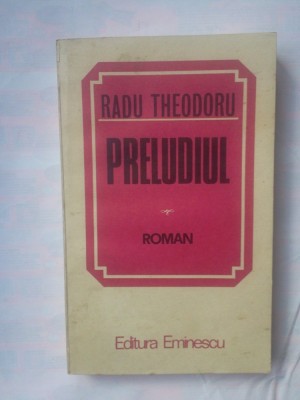 RADU THEODORU
PRELUDIUL
ROMAN
Editura Eminescu